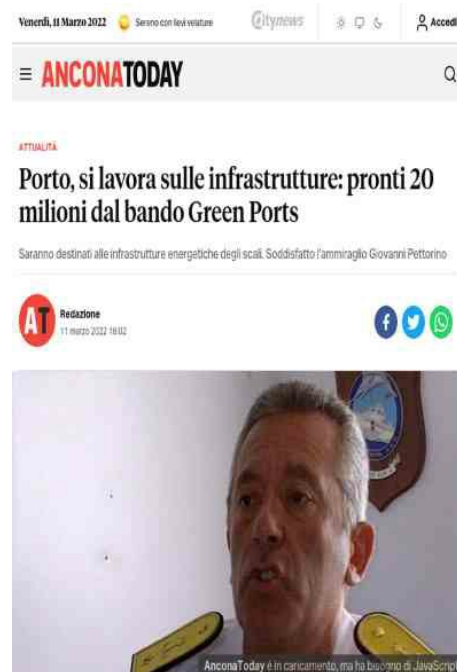 Venerdì, 11 Marzo 2022 Sereno con lievi velature Citynews Accedi
ANCONATODAY
ATTUALITÀ
Porto, si lavora sulle infrastrutture: pronti 20
milioni dal bando Green Ports
Saranno destinati alle infrastrutture energetiche degli scali. Soddisfatto l'ammiraglio Giovanni Pettorino
AT
Redazione
11 marzo 2022 16:02
AnconaToday è in caricamento, ma ha bisogno di JavaScript